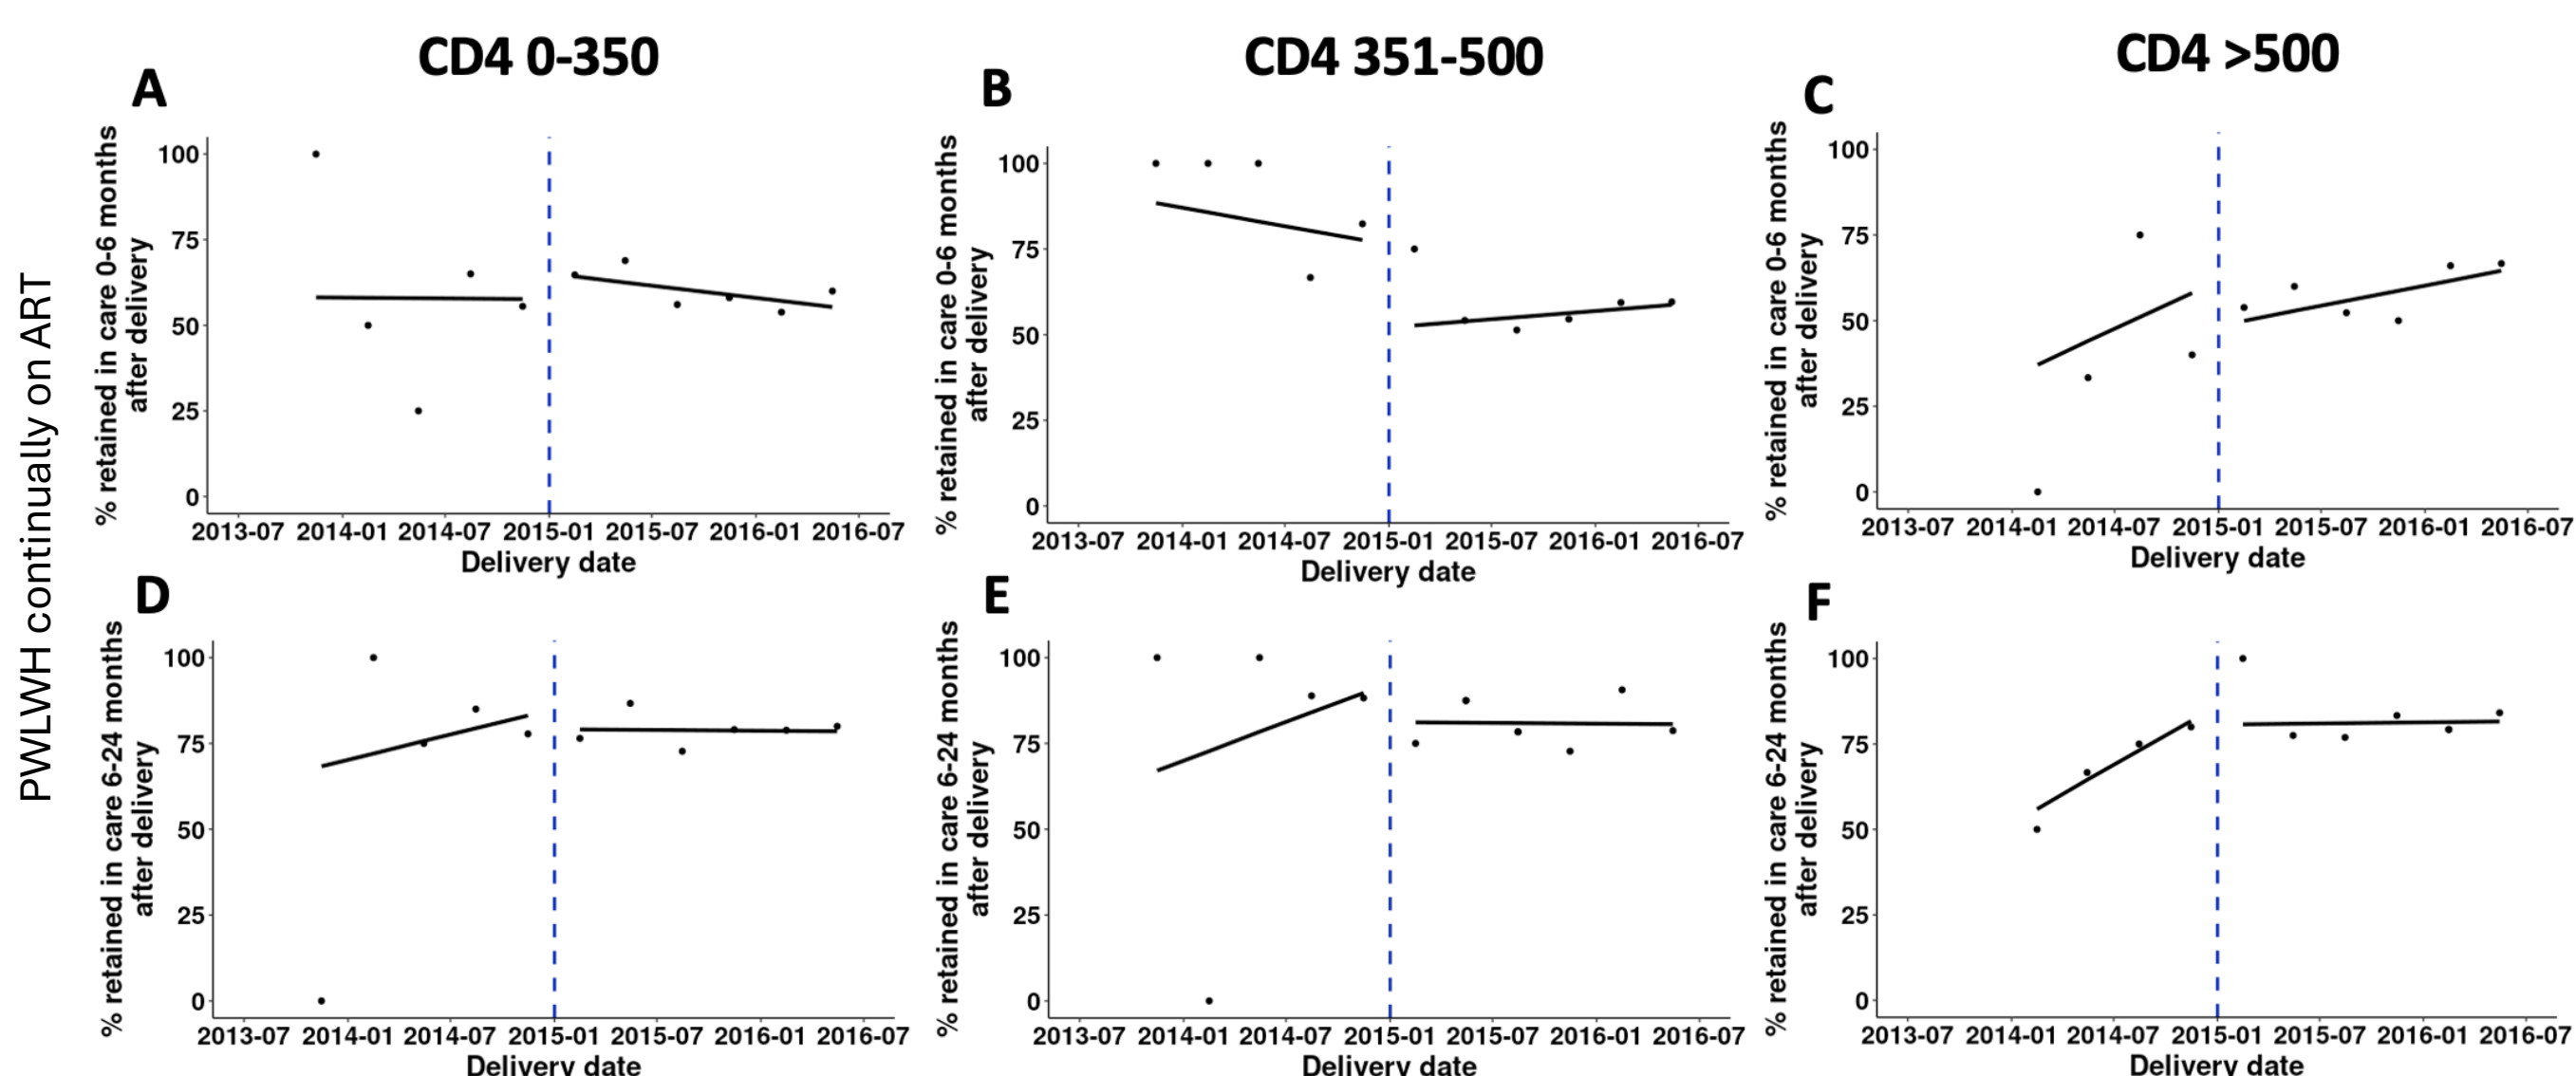 CD4 0-350
CD4 351-500
CD4 >500
PWLWH continually on ART
A
% retained in care 0-6 months
after delivery
100
75
50
25
0
2013-07 2014-01 2014-07 2015-01 2015-07 2016-01 2016-07
Delivery date
B
% retained in care 0-6 months
after delivery
100
75
50
25
0
2013-07 2014-01 2014-07 2015-01 2015-07 2016-01 2016-07
Delivery date
C
% retained in care 0-6 months
after delivery
100
75
50
25
0
2013-07 2014-01 2014-07 2015-01 2015-07 2016-01 2016-07
Delivery date
D
% retained in care 6-24 months
after delivery
100
75
50
25
0
2013-07 2014-01 2014-07 2015-01 2015-07 2016-01 2016-07
Delivery date
E
% retained in care 6-24 months
after delivery
100
75
50
25
0
2013-07 2014-01 2014-07 2015-01 2015-07 2016-01 2016-07
Delivery date
F
% retained in care 6-24 months
after delivery
100
75
50
25
0
2013-07 2014-01 2014-07 2015-01 2015-07 2016-01 2016-07
Delivery date